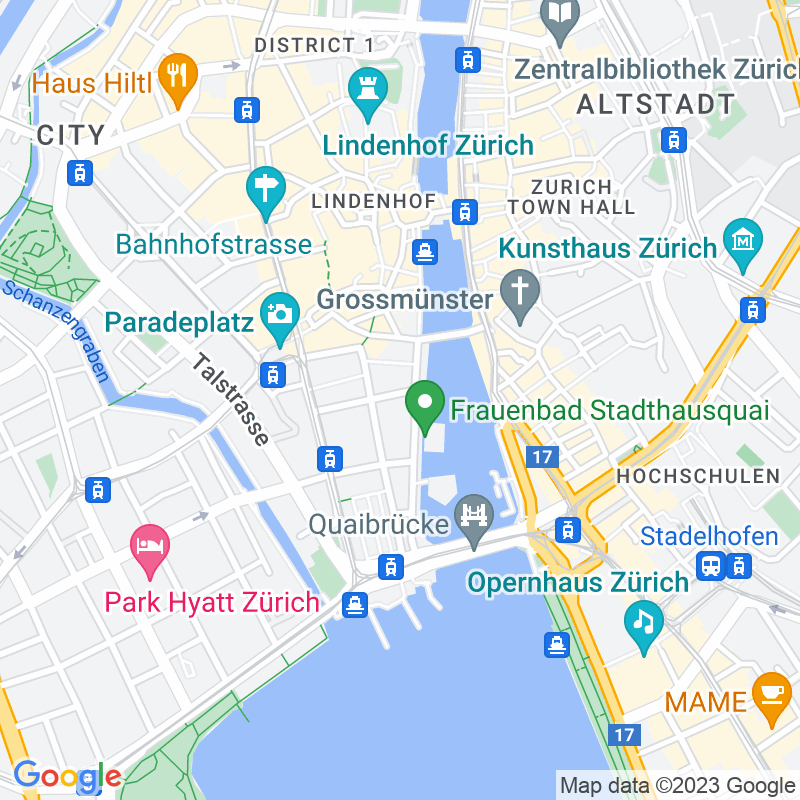 DISTRICT 1
Zentralbibliothek Zürich
Haus Hiltl
ALTSTADT
CITY
Lindenhof Zürich
LINDENHOF
ZURICH
TOWN HALL
Bahnhofstrasse
Kunsthaus Zürich
M
Schanzengraben
Grossmünster
Paradeplatz
Talstrasse
Frauenbad Stadthausquai
17
HOCHSCHULEN
Quaibrücke
Stadelhofen
Opernhaus Zürich
Park Hyatt Zürich
MAME
17
Google
Map data ©2023 Google